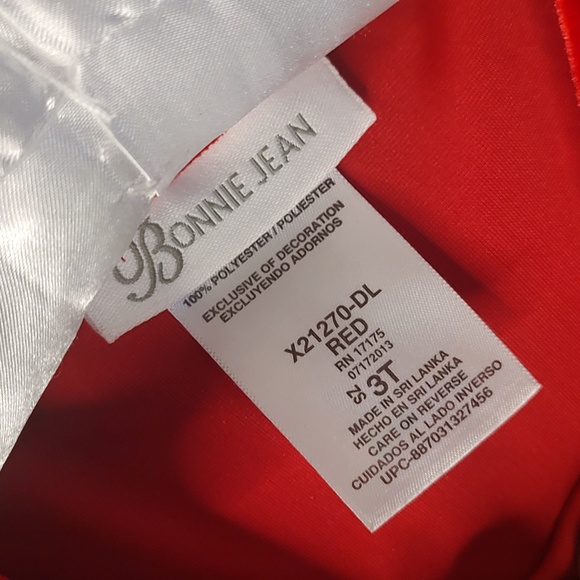 BONNIE JEAN
100% POLYESTER / POLIESTER
EXCLUSIVE OF DECORATION
EXCLUYENDO ADORNOS
X21270-DL
RED
RN 17175
07172013
SZ 3T
MADE IN SRI LANKA
HECHO EN SRI LANKA
CARE ON REVERSE
CUIDADOS AL LADO INVERSO
UPC-887031327456